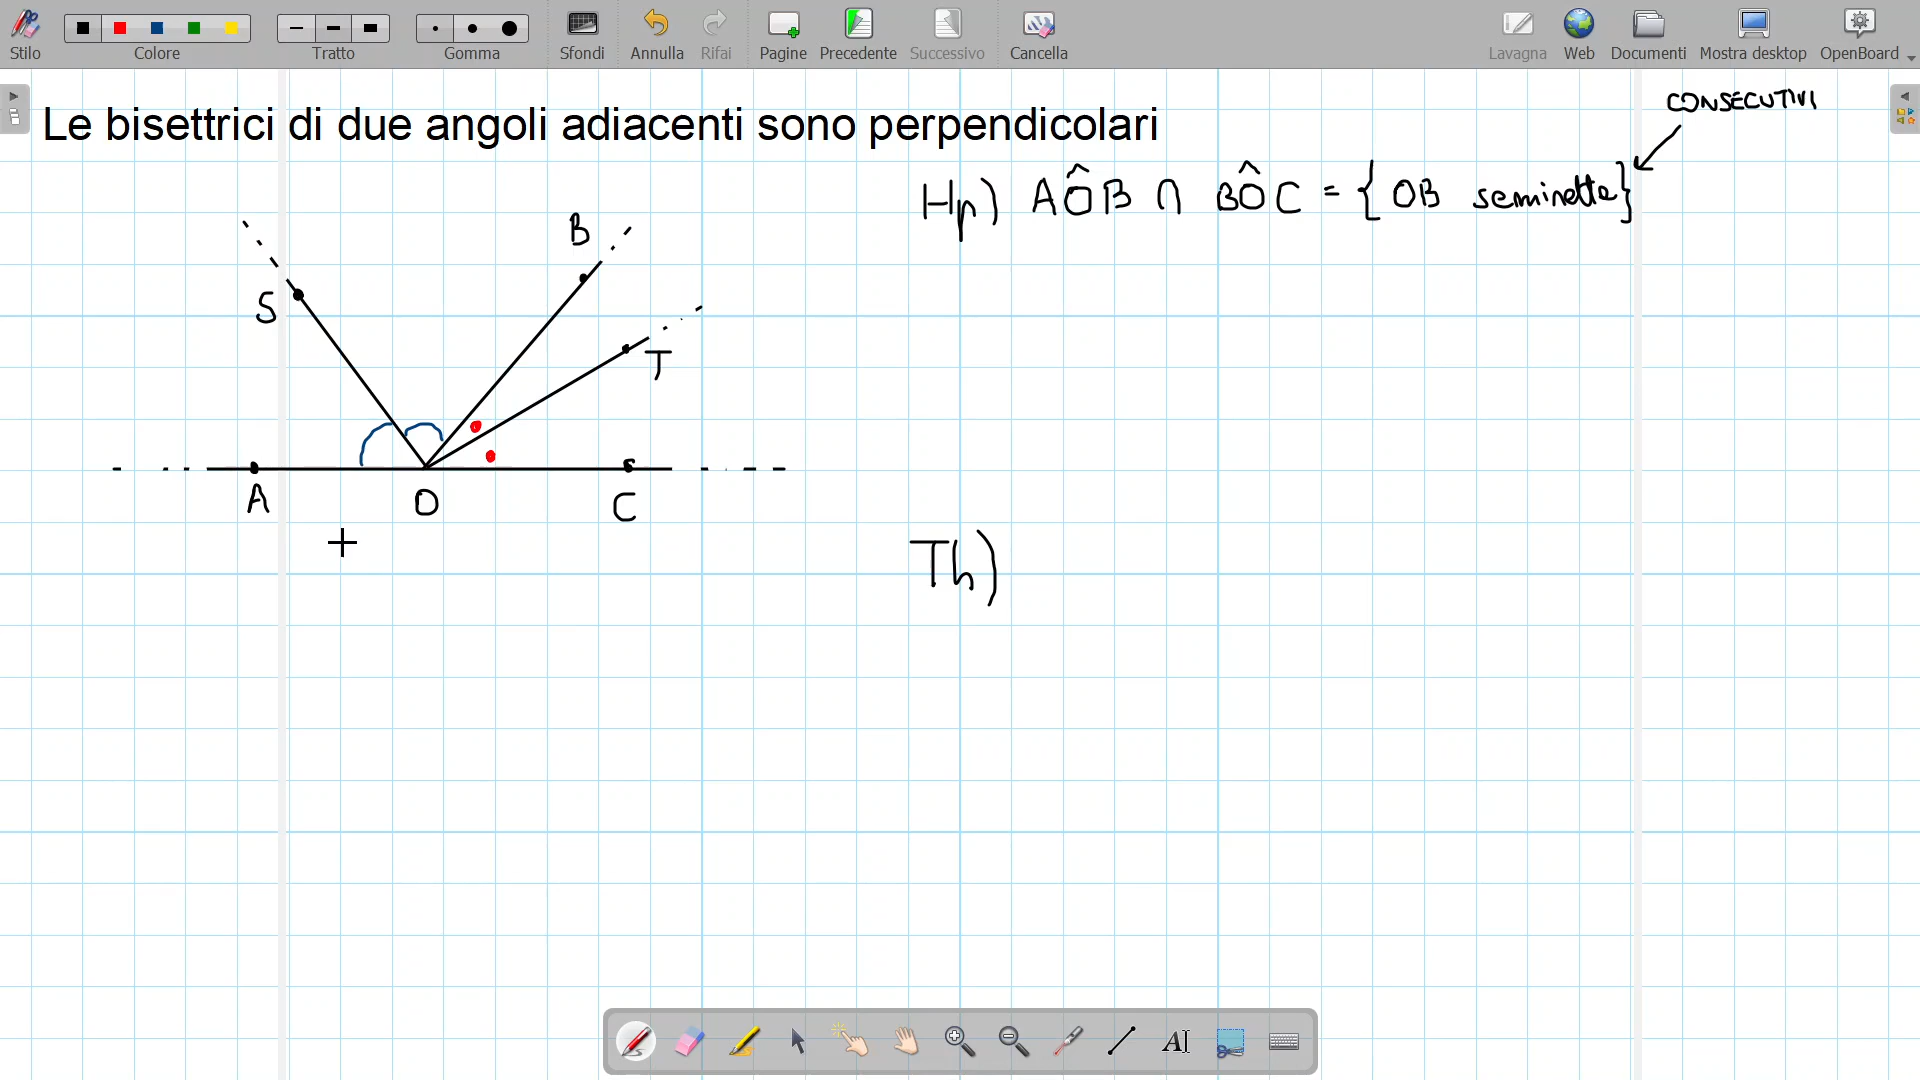 Stilo Colore Tratto Gomma Sfondi Annulla Rifai Pagine Precedente Successivo Cancella Lavagna Web Documenti Mostra desktop OpenBoard
CONSECUTIVI
Le bisettrici di due angoli adiacenti sono perpendicolari
Hp) AÔB ∩ BÔC = { OB semiretta}
B
S
T
A O C
Th)